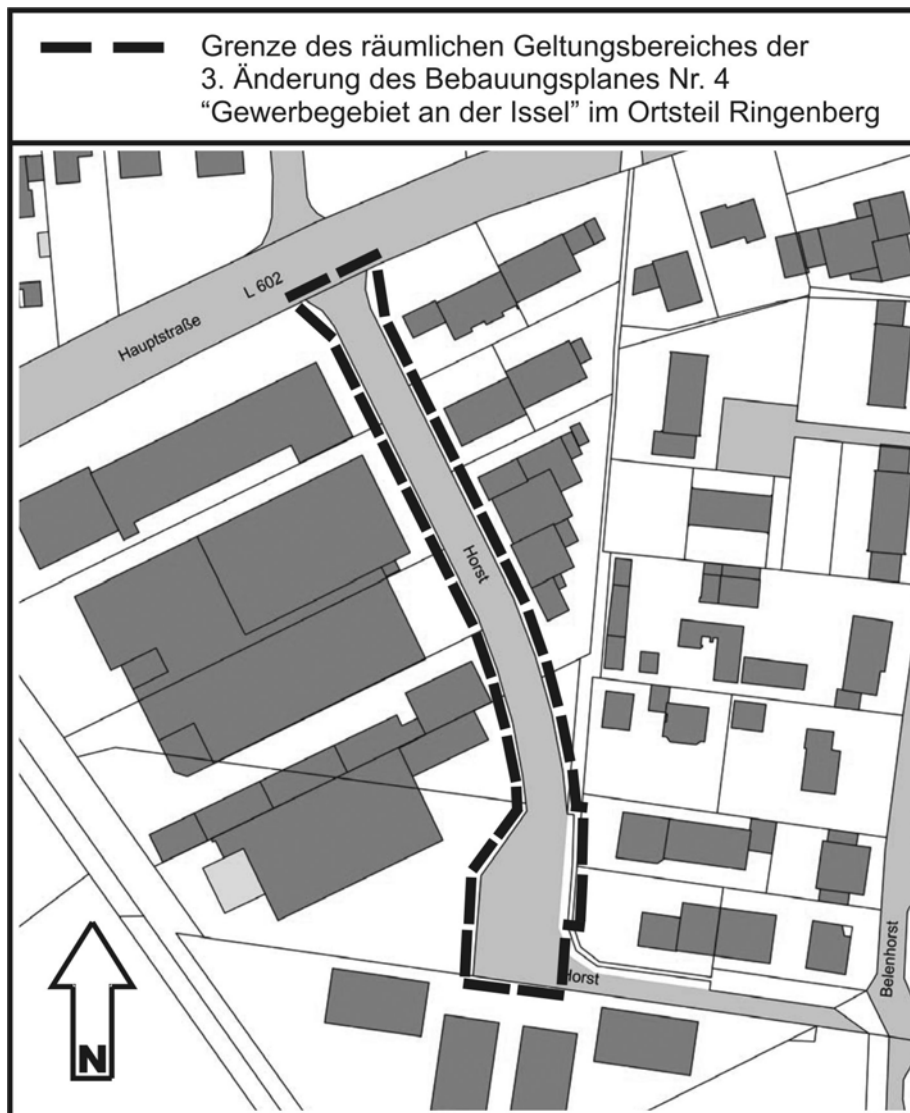 Grenze des räumlichen Geltungsbereiches der
3. Änderung des Bebauungsplanes Nr. 4
“Gewerbegebiet an der Issel” im Ortsteil Ringenberg
L 602
Hauptstraße
Horst
Horst
Belenhorst
N